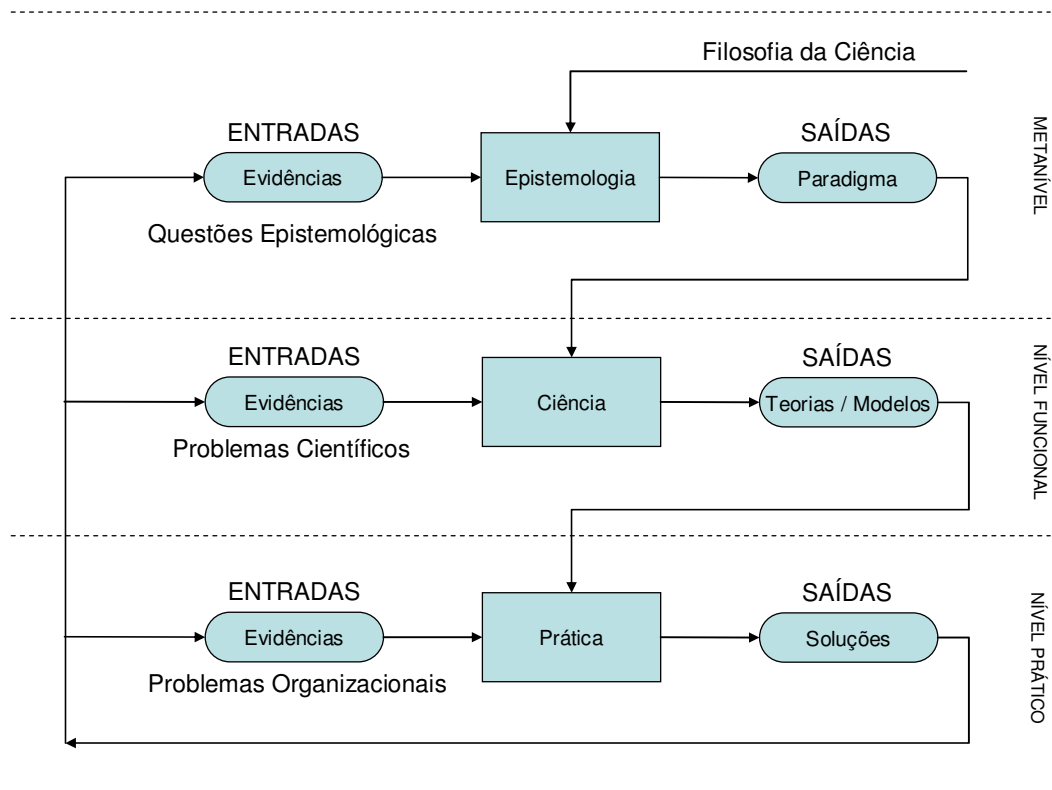 Filosofia da Ciência
ENTRADAS
SAÍDAS
Evidências
Epistemologia
Paradigma
Questões Epistemológicas
METANÍVEL
ENTRADAS
SAÍDAS
Evidências
Ciência
Teorias / Modelos
Problemas Científicos
NÍVEL FUNCIONAL
ENTRADAS
SAÍDAS
Evidências
Prática
Soluções
Problemas Organizacionais
NÍVEL PRÁTICO